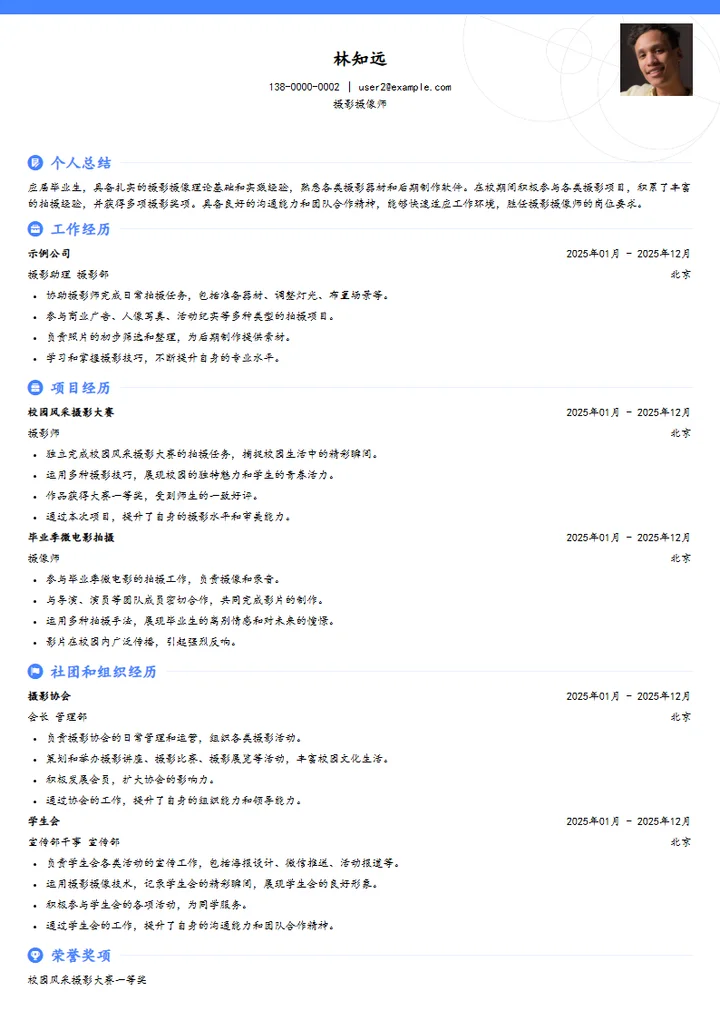 林知远
138-0000-0002 | user2@example.com
摄影摄像师
个人总结
应届毕业生，具备扎实的摄影摄像理论基础和实践经验，熟悉各类摄影器材和后期制作软件。在校期间积极参与各类摄影项目，积累了丰富
的拍摄经验，并获得多项摄影奖项。具备良好的沟通能力和团队合作精神，能够快速适应工作环境，胜任摄影摄像师的岗位要求。
工作经历
示例公司 2025年01月 - 2025年12月
摄影助理 摄影部 北京
• 协助摄影师完成日常拍摄任务，包括准备器材、调整灯光、布置场景等。
• 参与商业广告、人像写真、活动纪实等多种类型的拍摄项目。
• 负责照片的初步筛选和整理，为后期制作提供素材。
• 学习和掌握摄影技巧，不断提升自身的专业水平。
项目经历
校园风采摄影大赛 2025年01月 - 2025年12月
摄影师 北京
• 独立完成校园风采摄影大赛的拍摄任务，捕捉校园生活中的精彩瞬间。
• 运用多种摄影技巧，展现校园的独特魅力和学生的青春活力。
• 作品获得大赛一等奖，受到师生的一致好评。
• 通过本次项目，提升了自身的摄影水平和审美能力。
毕业季微电影拍摄 2025年01月 - 2025年12月
摄像师 北京
• 参与毕业季微电影的拍摄工作，负责摄像和录音。
• 与导演、演员等团队成员密切合作，共同完成影片的制作。
• 运用多种拍摄手法，展现毕业生的离别情感和对未来的憧憬。
• 影片在校园内广泛传播，引起强烈反响。
社团和组织经历
摄影协会 2025年01月 - 2025年12月
会长 管理部 北京
• 负责摄影协会的日常管理和运营，组织各类摄影活动。
• 策划和举办摄影讲座、摄影比赛、摄影展览等活动，丰富校园文化生活。
• 积极发展会员，扩大协会的影响力。
• 通过协会的工作，提升了自身的组织能力和领导能力。
学生会 2025年01月 - 2025年12月
宣传部干事 宣传部 北京
• 负责学生会各类活动的宣传工作，包括海报设计、微信推送、活动报道等。
• 运用摄影摄像技术，记录学生会的精彩瞬间，展现学生会的良好形象。
• 积极参与学生会的各项活动，为同学服务。
• 通过学生会的工作，提升了自身的沟通能力和团队合作精神。
荣誉奖项
校园风采摄影大赛一等奖